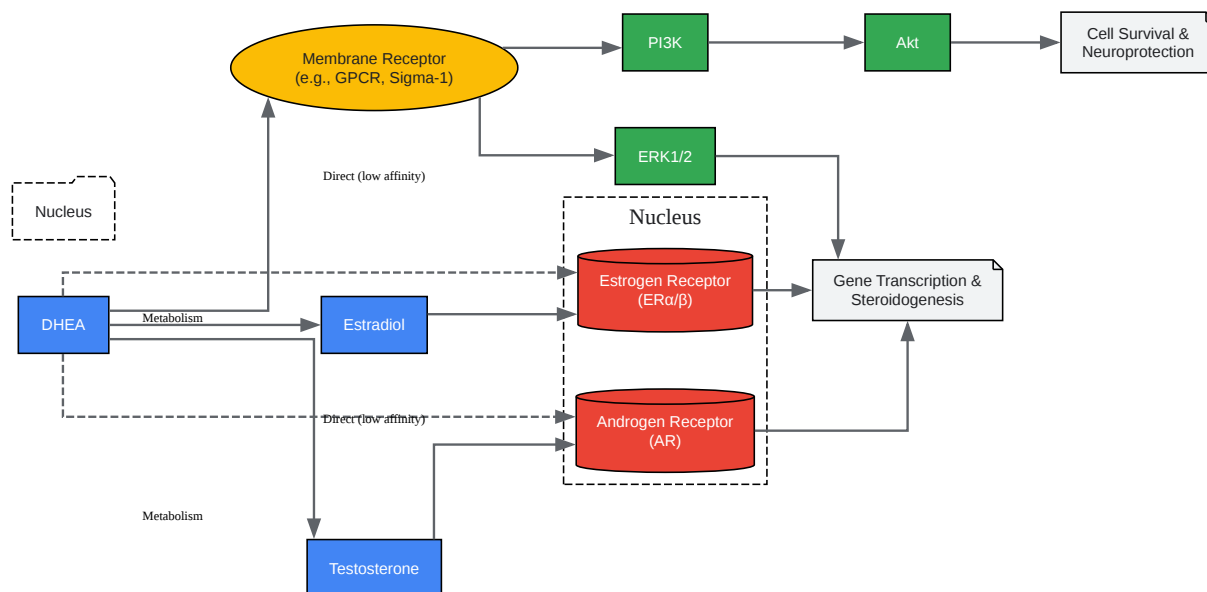 Membrane Receptor
(e.g., GPCR, Sigma-1)
PI3K
Akt
Cell Survival &
Neuroprotection
ERK1/2
Direct (low affinity)
Nucleus
Nucleus
Estrogen Receptor
(ERα/β)
Gene Transcription &
Steroidogenesis
DHEA
Metabolism
Estradiol
Direct (low affinity)
Androgen Receptor
(AR)
Metabolism
Testosterone